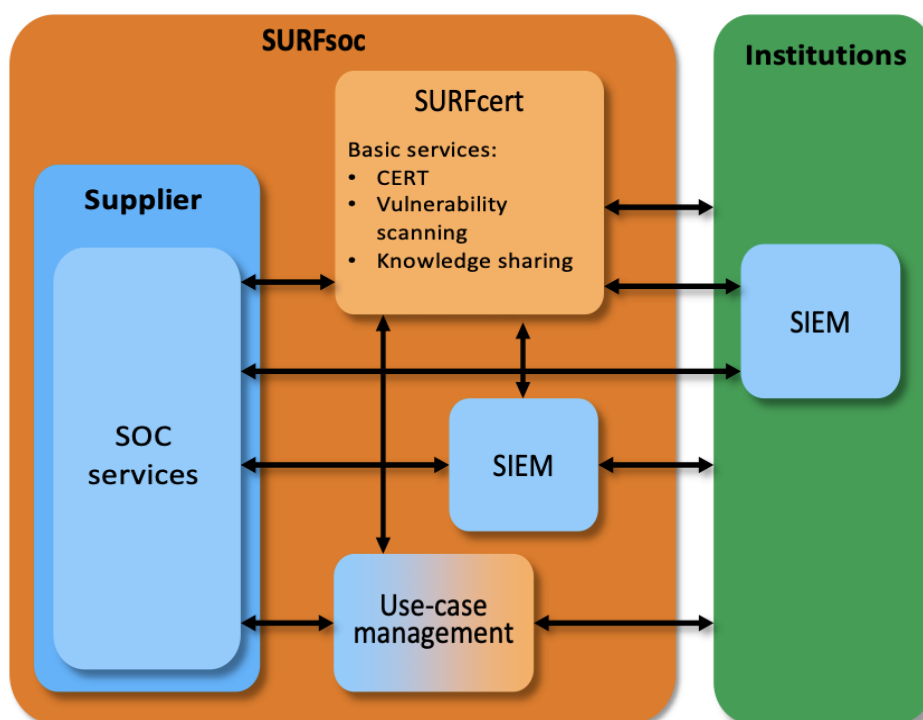 SURFsoc
Institutions
SURFcert
Basic services:
• CERT
• Vulnerability
scanning
• Knowledge sharing
Supplier
SOC
services
SIEM
SIEM
Use-case
management